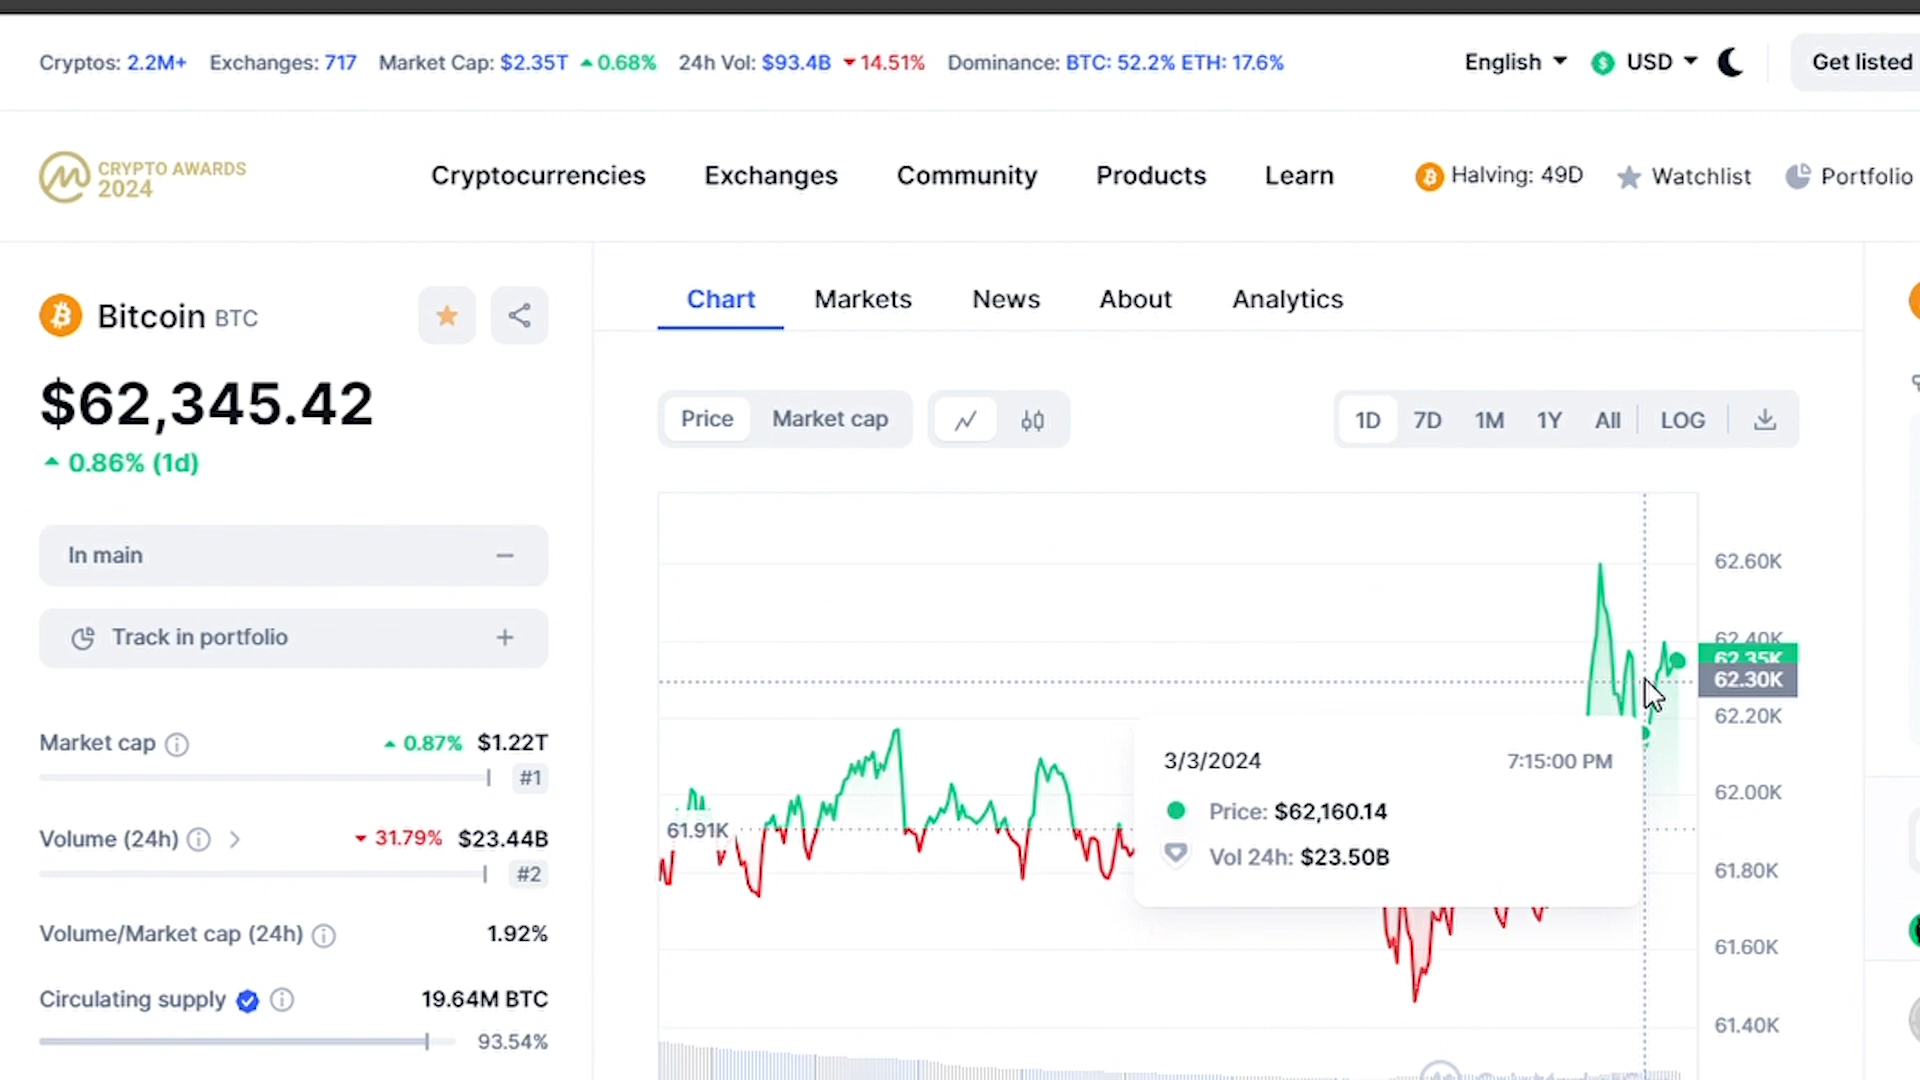 Cryptos: 2.2M+ Exchanges: 717 Market Cap: $2.35T 0.68% 24h Vol: $93.4B 14.51% Dominance: BTC: 52.2% ETH: 17.6% English USD Get listed
CRYPTO AWARDS
2024
Cryptocurrencies Exchanges Community Products Learn Halving: 49D Watchlist Portfolio
Bitcoin BTC
$62,345.42
0.86% (1d)
In main
Track in portfolio
Market cap 0.87% $1.22T
#1
Volume (24h) 31.79% $23.44B
#2
Volume/Market cap (24h) 1.92%
Circulating supply 19.64M BTC
93.54%
Chart Markets News About Analytics
Price Market cap 1D 7D 1M 1Y All LOG
62.60K
62.40K
62.35K
62.30K
62.20K
62.00K
61.91K
61.80K
61.60K
61.40K
3/3/2024 7:15:00 PM
Price: $62,160.14
Vol 24h: $23.50B